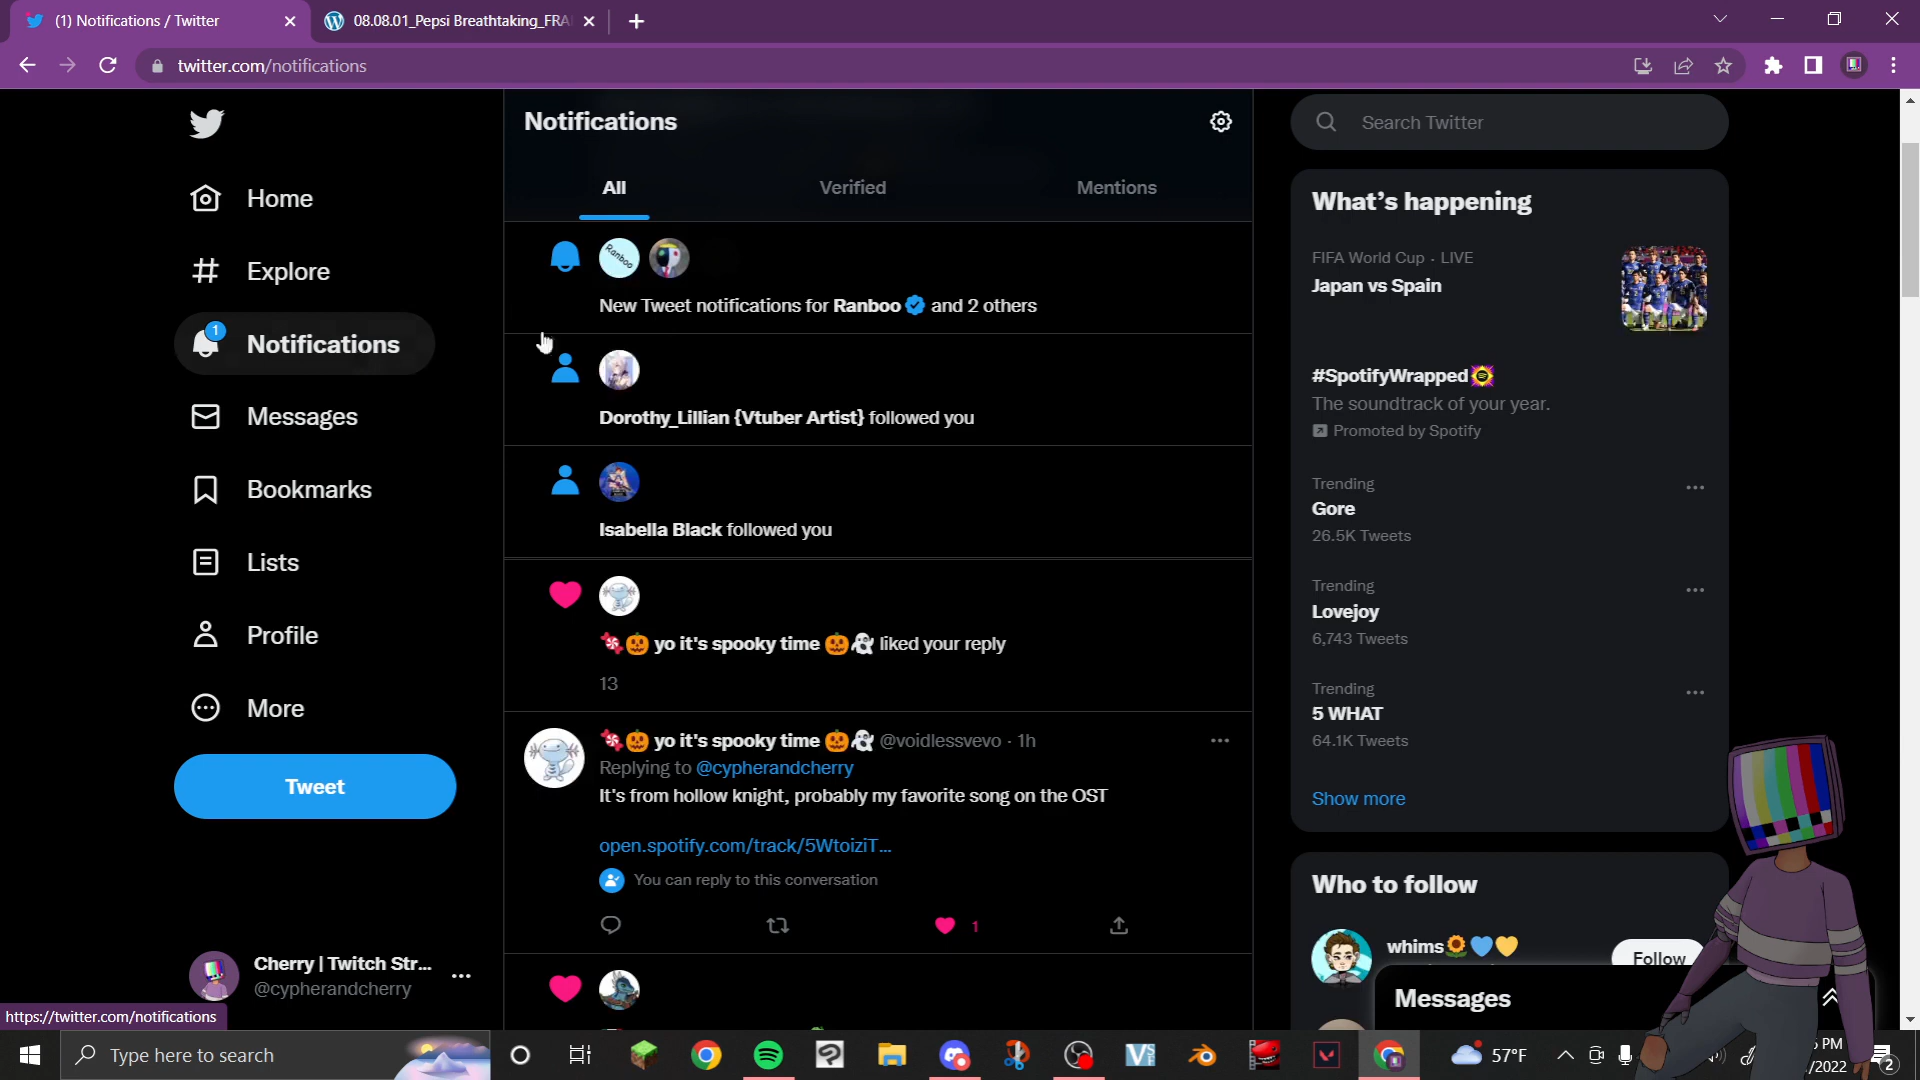 (1) Notifications / Twitter
08.08.01_Pepsi Breathtaking_FRA
twitter.com/notifications
Home
Explore
1
Notifications
Messages
Bookmarks
Lists
Profile
More
Tweet
Cherry | Twitch Str...
@cypherandcherry
https://twitter.com/notifications
Notifications
All
Verified
Mentions
Ranboo
New Tweet notifications for Ranboo and 2 others
Dorothy_Lillian {Vtuber Artist} followed you
Isabella Black followed you
🍬🎃 yo it's spooky time 🎃👻 liked your reply
13
🍬🎃 yo it's spooky time 🎃👻 @voidlessvevo · 1h
Replying to @cypherandcherry
It's from hollow knight, probably my favorite song on the OST
open.spotify.com/track/5WtoiziT...
You can reply to this conversation
1
Search Twitter
What's happening
FIFA World Cup · LIVE
Japan vs Spain
#SpotifyWrapped
The soundtrack of your year.
Promoted by Spotify
Trending
Gore
26.5K Tweets
Trending
Lovejoy
6,743 Tweets
Trending
5 WHAT
64.1K Tweets
Show more
Who to follow
whims🌻💙💛
Follow
Messages
Type here to search
57°F
PM
/2022
2